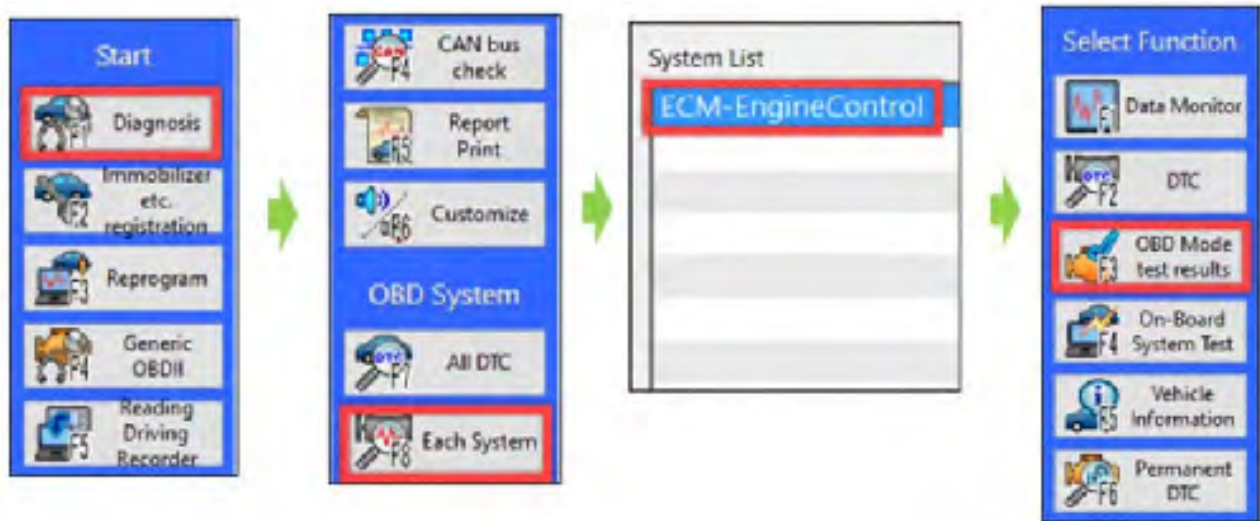 Start
Diagnosis
F1
Immobilizer
etc.
registration
F2
Reprogram
F3
Generic
OBDII
F4
Reading
Driving
Recorder
F5
CAN bus
check
CAN
F4
Report
Print
F5
Customize
F6
OBD System
All DTC
DTC
F7
Each System
F8
System List
ECM-EngineControl
Select Function
Data Monitor
F1
DTC
DTC
F2
OBD Mode
test results
F3
On-Board
System Test
F4
Vehicle
Information
F5
Permanent
DTC
F6